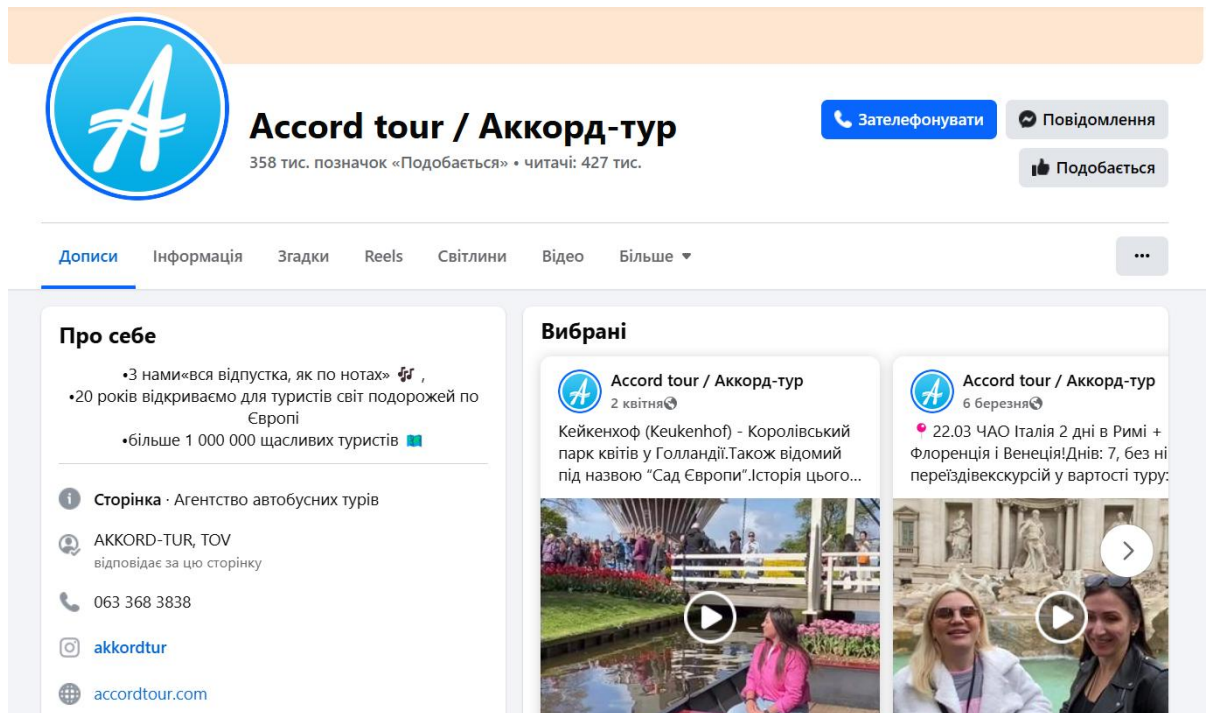 Accord tour / Аккорд-тур
358 тис. позначок «Подобається» • читачі: 427 тис.
Зателефонувати
Повідомлення
Подобається
Дописи Інформація Згадки Reels Світлини Відео Більше
Про себе
•З нами«вся відпустка, як по нотах» ,
•20 років відкриваємо для туристів світ подорожей по
Європі
•більше 1 000 000 щасливих туристів
Сторінка · Агентство автобусних турів
AKKORD-TUR, TOV
відповідає за цю сторінку
063 368 3838
akkordtur
accordtour.com
Вибрані
Accord tour / Аккорд-тур
2 квітня
Кейкенхоф (Keukenhof) - Королівський
парк квітів у Голландії.Також відомий
під назвою “Сад Європи”.Історія цього...
Accord tour / Аккорд-тур
6 березня
22.03 ЧАО Італія 2 дні в Римі +
Флоренція і Венеція!Днів: 7, без ні
переїздівекскурсій у вартості туру: